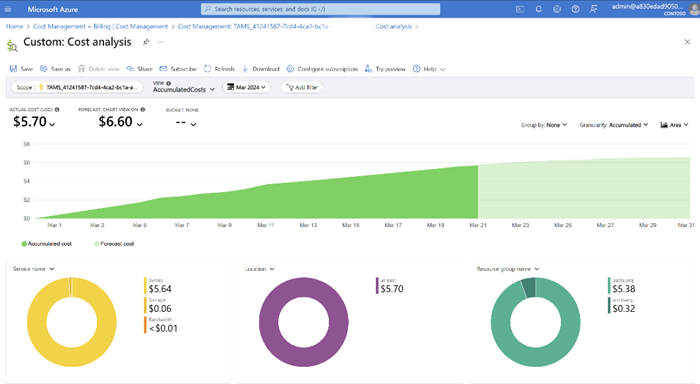 Microsoft Azure
Search resources, services, and docs (G+/)
admin@a830edad9050...
CONTOSO
Home > Cost Management + Billing | Cost Management > Cost Management: TAMS_41241587-7cd4-4ca2-bc1a- Cost analysis >
Custom: Cost analysis
Save Save as Delete view Share Subscribe Refresh Download Configure subscription Try preview Help
Scope : TAMS_41241587-7cd4-4ca2-bc1a-a...
VIEW
AccumulatedCosts
Mar 2024
Add filter
ACTUAL COST (USD) FORECAST: CHART VIEW ON BUDGET: NONE
$5.70 $6.60 --
Group by: None Granularity: Accumulated Area
$8
$6
$4
$2
$0
Mar 1 Mar 3 Mar 5 Mar 7 Mar 9 Mar 11 Mar 13 Mar 15 Mar 17 Mar 19 Mar 21 Mar 23 Mar 25 Mar 27 Mar 29 Mar 31
Accumulated cost Forecast cost
Service name
$5.64
Storage
$0.06
Bandwidth
<$0.01
Location
us east
$5.70
Resource group name
$5.38
$0.32